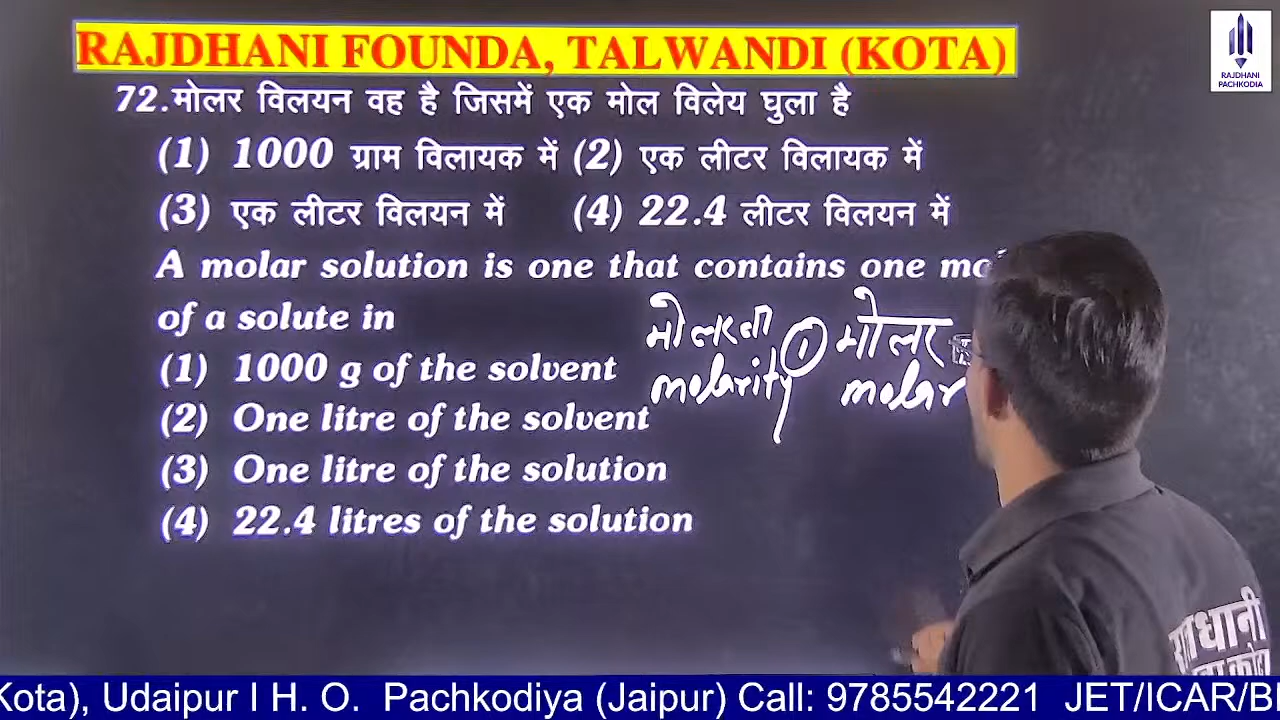 RAJDHANI FOUNDA, TALWANDI (KOTA)
RAJDHANI
PACHKODIA
72.मोलर विलयन वह है जिसमें एक मोल विलेय घुला है
(1) 1000 ग्राम विलायक में (2) एक लीटर विलायक में
(3) एक लीटर विलयन में (4) 22.4 लीटर विलयन में
A molar solution is one that contains one
of a solute in
(1) 1000 g of the solvent
(2) One litre of the solvent
(3) One litre of the solution
(4) 22.4 litres of the solution
मोलरता 1 मोलर
molarity molar
Kota), Udaipur I H. O. Pachkodiya (Jaipur) Call: 9785542221 JET/ICAR/